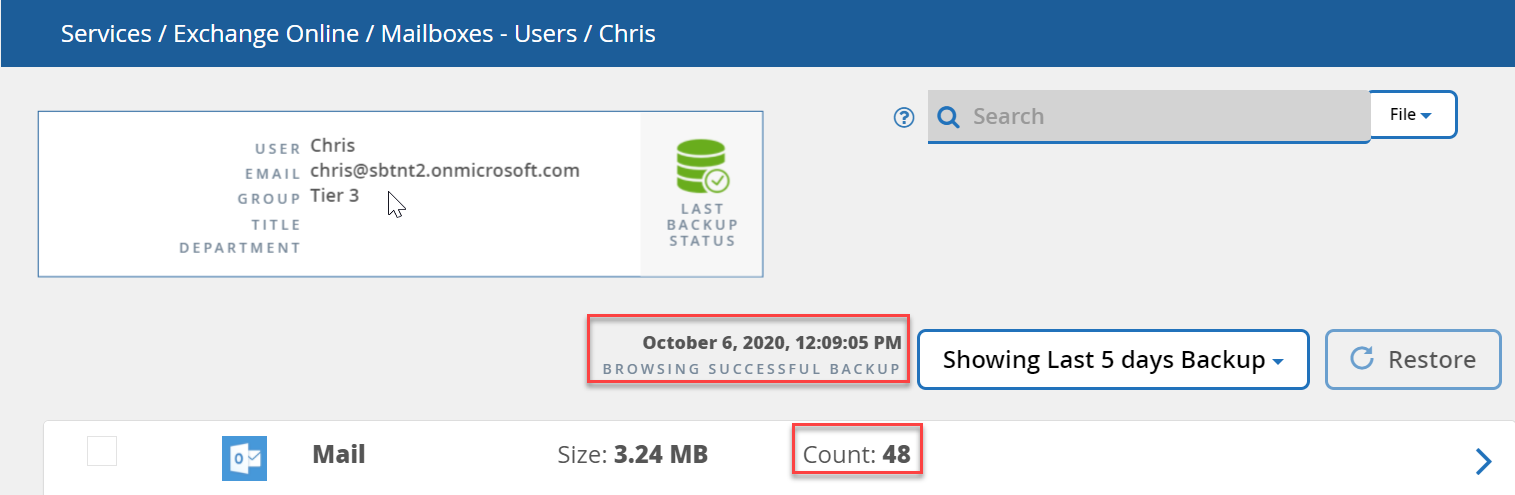 Services / Exchange Online / Mailboxes - Users / Chris
Search
File
USER Chris
EMAIL chris@sbtnt2.onmicrosoft.com
GROUP Tier 3
TITLE
DEPARTMENT
LAST
BACKUP
STATUS
October 6, 2020, 12:09:05 PM
BROWSING SUCCESSFUL BACKUP
Showing Last 5 days Backup
Restore
Mail Size: 3.24 MB Count: 48